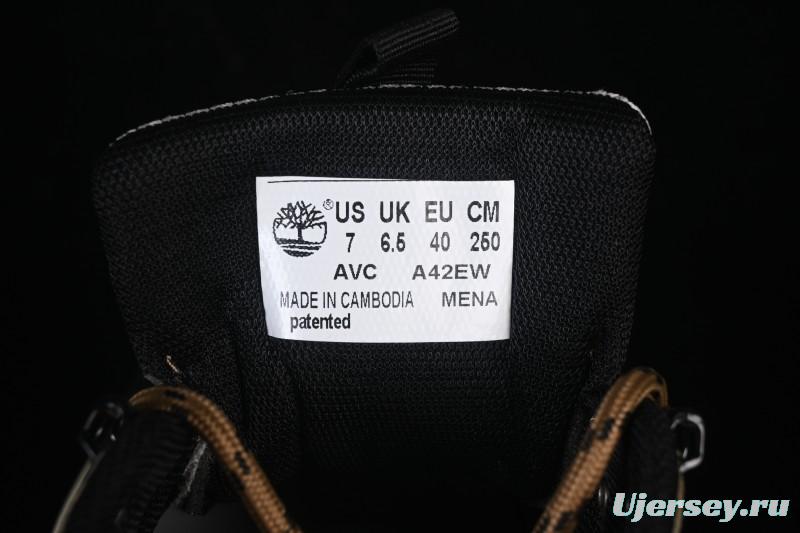 ® US UK EU CM
7 6.5 40 250
AVC A42EW
MADE IN CAMBODIA MENA
patented
Ujersey.ru